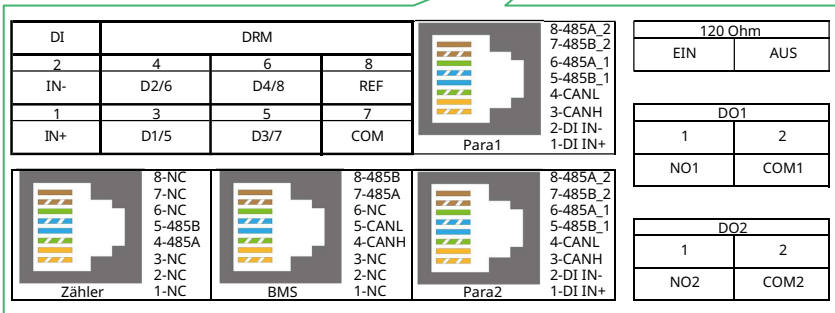 DI DRM
2 4 6 8
IN- D2/6 D4/8 REF
1 3 5 7
IN+ D1/5 D3/7 COM
8-485A_2
7-485B_2
6-485A_1
5-485B_1
4-CANL
3-CANH
2-DI IN-
1-DI IN+
Para1
120 Ohm
EIN AUS
DO1
1 2
NO1 COM1
8-NC
7-NC
6-NC
5-485B
4-485A
3-NC
2-NC
1-NC
Zähler
8-485B
7-485A
6-NC
5-CANL
4-CANH
3-NC
2-NC
1-NC
BMS
8-485A_2
7-485B_2
6-485A_1
5-485B_1
4-CANL
3-CANH
2-DI IN-
1-DI IN+
Para2
DO2
1 2
NO2 COM2